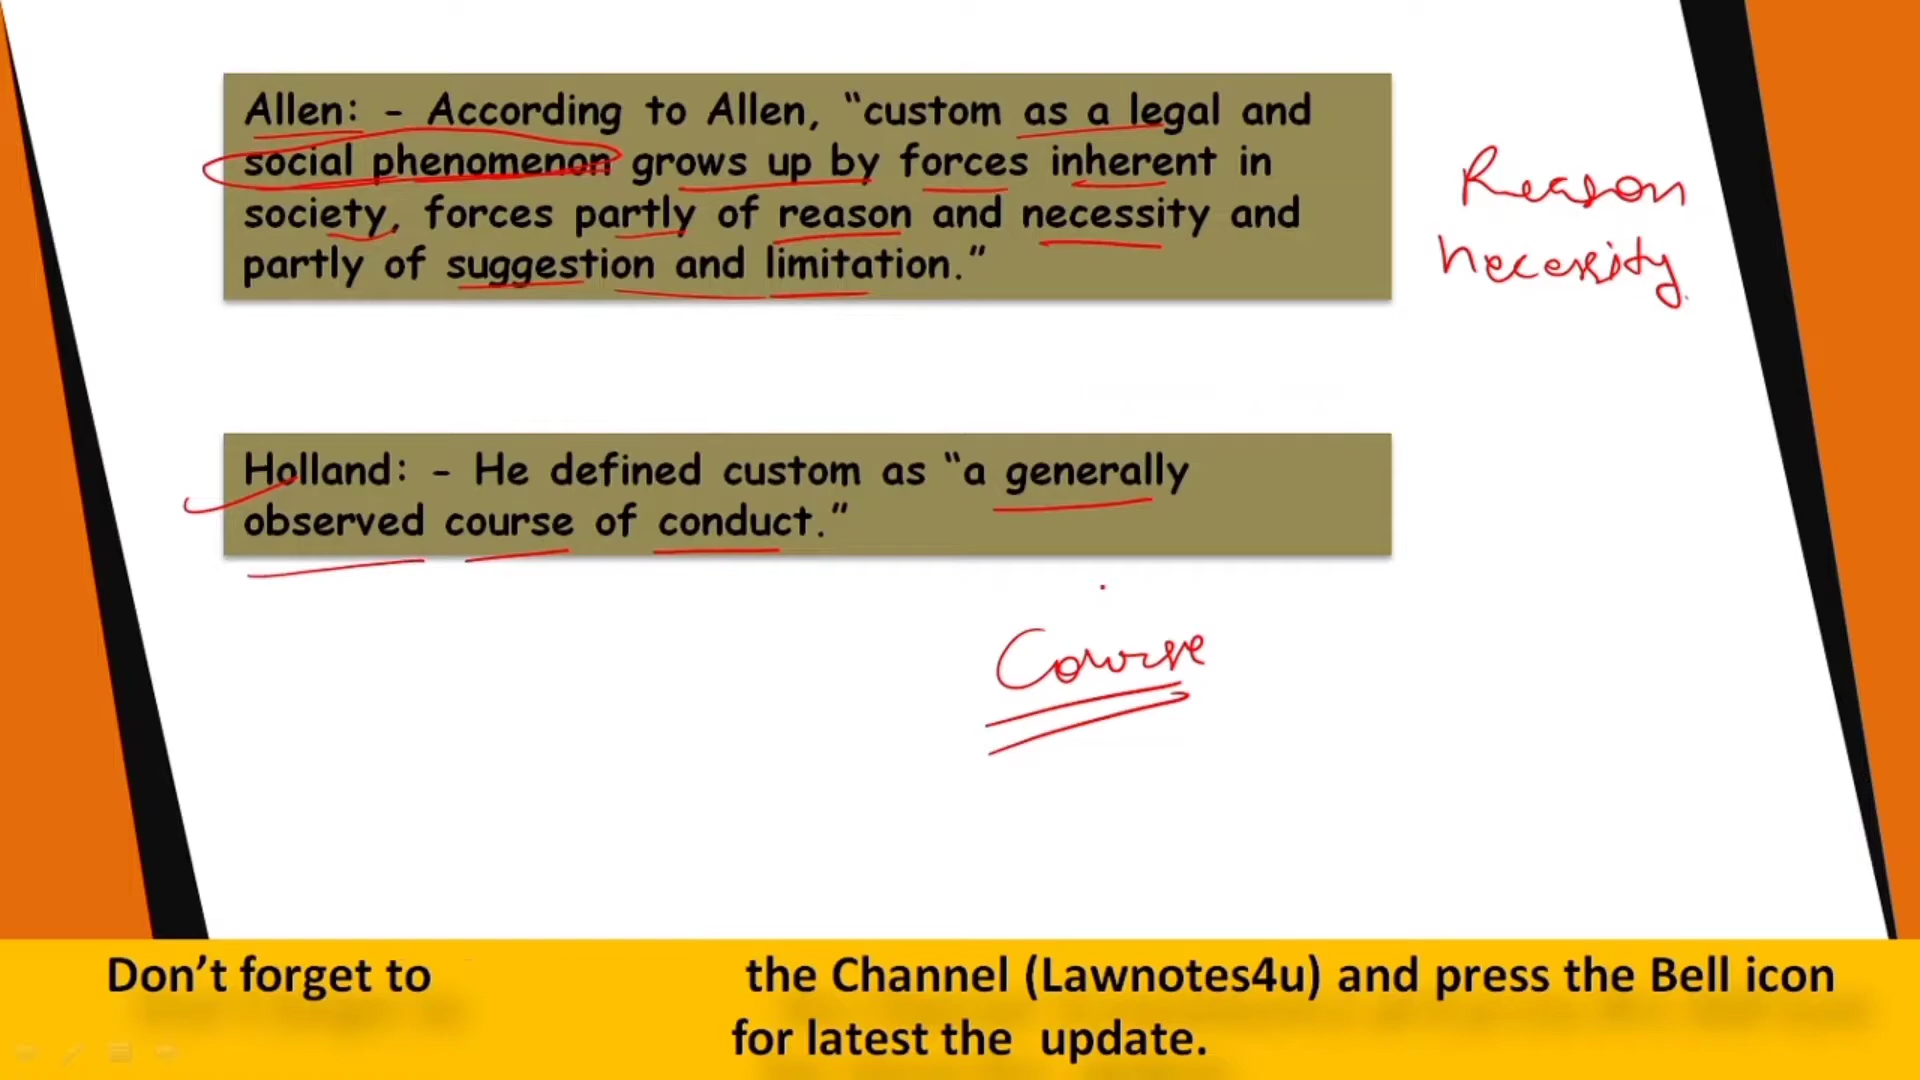 Allen: - According to Allen, “custom as a legal and
social phenomenon grows up by forces inherent in
society, forces partly of reason and necessity and
partly of suggestion and limitation.”
Reason
necessity
Holland: - He defined custom as “a generally
observed course of conduct.”
Course
Don’t forget to the Channel (Lawnotes4u) and press the Bell icon
for latest the update.